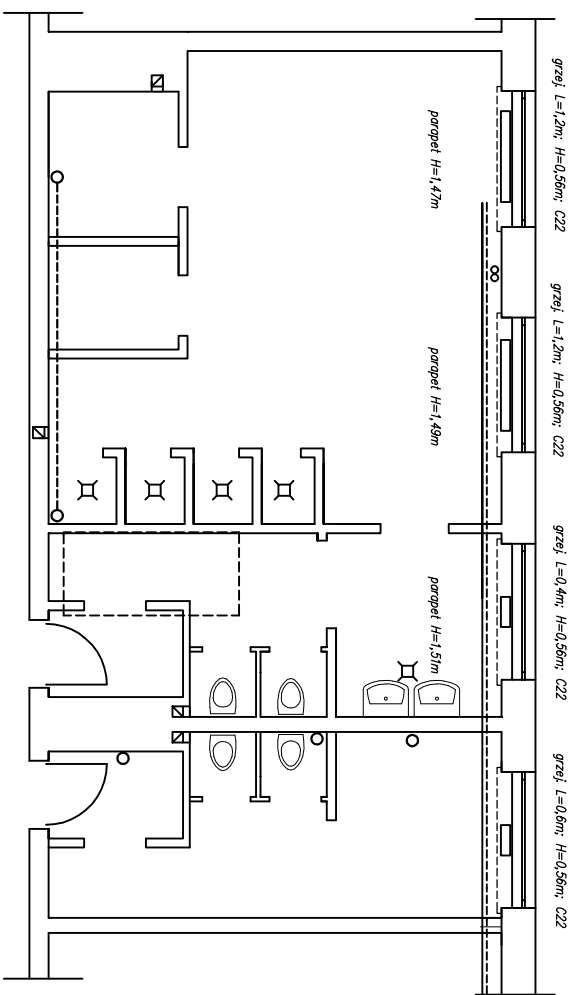 grzej. L=1,2m; H=0,56m; C22
grzej. L=1,2m; H=0,56m; C22
grzej. L=0,4m; H=0,56m; C22
grzej. L=0,6m; H=0,56m; C22
parapet H=1,47m
parapet H=1,49m
parapet H=1,51m